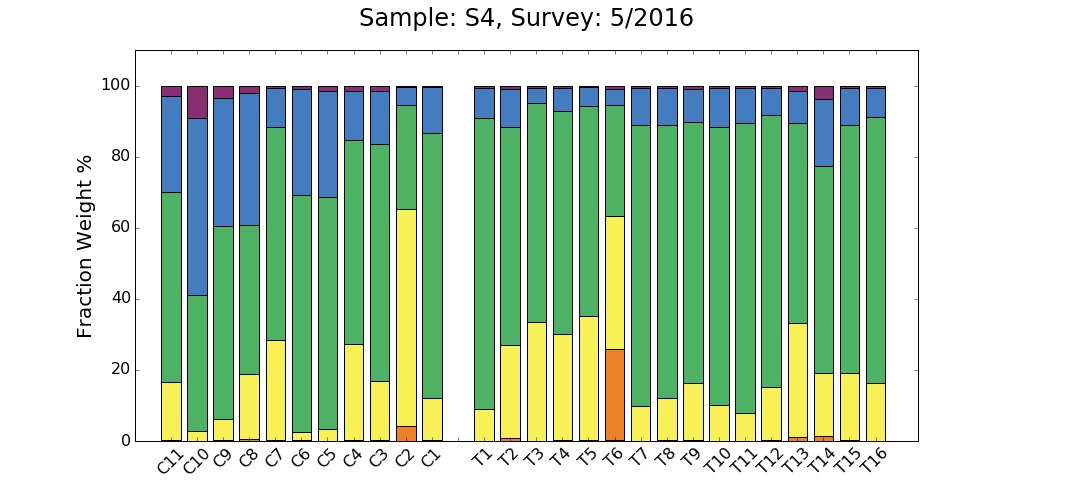 Sample: S4, Survey: 5/2016
Fraction Weight %
100
80
60
40
20
0
C11 C10 C9 C8 C7 C6 C5 C4 C3 C2 C1 T1 T2 T3 T4 T5 T6 T7 T8 T9 T10 T11 T12 T13 T14 T15 T16